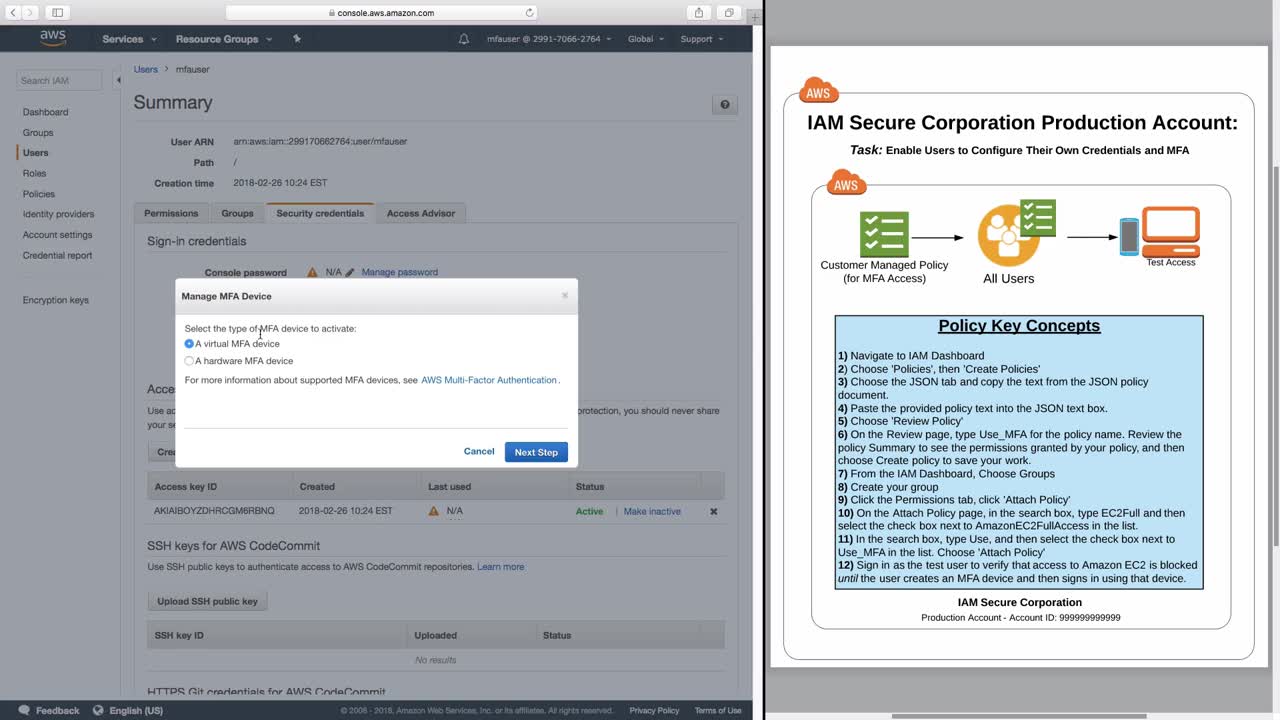 console.aws.amazon.com
aws
Services
Resource Groups
mfauser @ 2991-7066-2764
Global
Support
Search IAM
Dashboard
Groups
Users
Roles
Policies
Identity providers
Account settings
Credential report
Encryption keys
Users > mfauser
Summary
User ARN arn:aws:iam::299170662764:user/mfauser
Path /
Creation time 2018-02-26 10:24 EST
Permissions Groups Security credentials Access Advisor
Sign-in credentials
Console password N/A Manage password
Manage MFA Device
Select the type of MFA device to activate:
A virtual MFA device
A hardware MFA device
For more information about supported MFA devices, see AWS Multi-Factor Authentication.
Cancel Next Step
Acce
Use ac protection, you should never share
your se
Crea
Access key ID Created Last used Status
AKIAIBOYZDHRCGM6RBNQ 2018-02-26 10:24 EST N/A Active | Make inactive
SSH keys for AWS CodeCommit
Use SSH public keys to authenticate access to AWS CodeCommit repositories. Learn more
Upload SSH public key
SSH key ID Uploaded Status
No results
HTTPS Git credentials for AWS CodeCommit
Feedback
English (US)
© 2008 - 2018, Amazon Web Services, Inc. or its affiliates. All rights reserved.
Privacy Policy
Terms of Use
AWS
IAM Secure Corporation Production Account:
Task: Enable Users to Configure Their Own Credentials and MFA
AWS
Customer Managed Policy
(for MFA Access)
All Users
Test Access
Policy Key Concepts
1) Navigate to IAM Dashboard
2) Choose 'Policies', then 'Create Policies'
3) Choose the JSON tab and copy the text from the JSON policy
document.
4) Paste the provided policy text into the JSON text box.
5) Choose 'Review Policy'
6) On the Review page, type Use_MFA for the policy name. Review the
policy Summary to see the permissions granted by your policy, and then
choose Create policy to save your work.
7) From the IAM Dashboard, Choose Groups
8) Create your group
9) Click the Permissions tab, click 'Attach Policy'
10) On the Attach Policy page, in the search box, type EC2Full and then
select the check box next to AmazonEC2FullAccess in the list.
11) In the search box, type Use, and then select the check box next to
Use_MFA in the list. Choose 'Attach Policy'
12) Sign in as the test user to verify that access to Amazon EC2 is blocked
until the user creates an MFA device and then signs in using that device.
IAM Secure Corporation
Production Account - Account ID: 999999999999